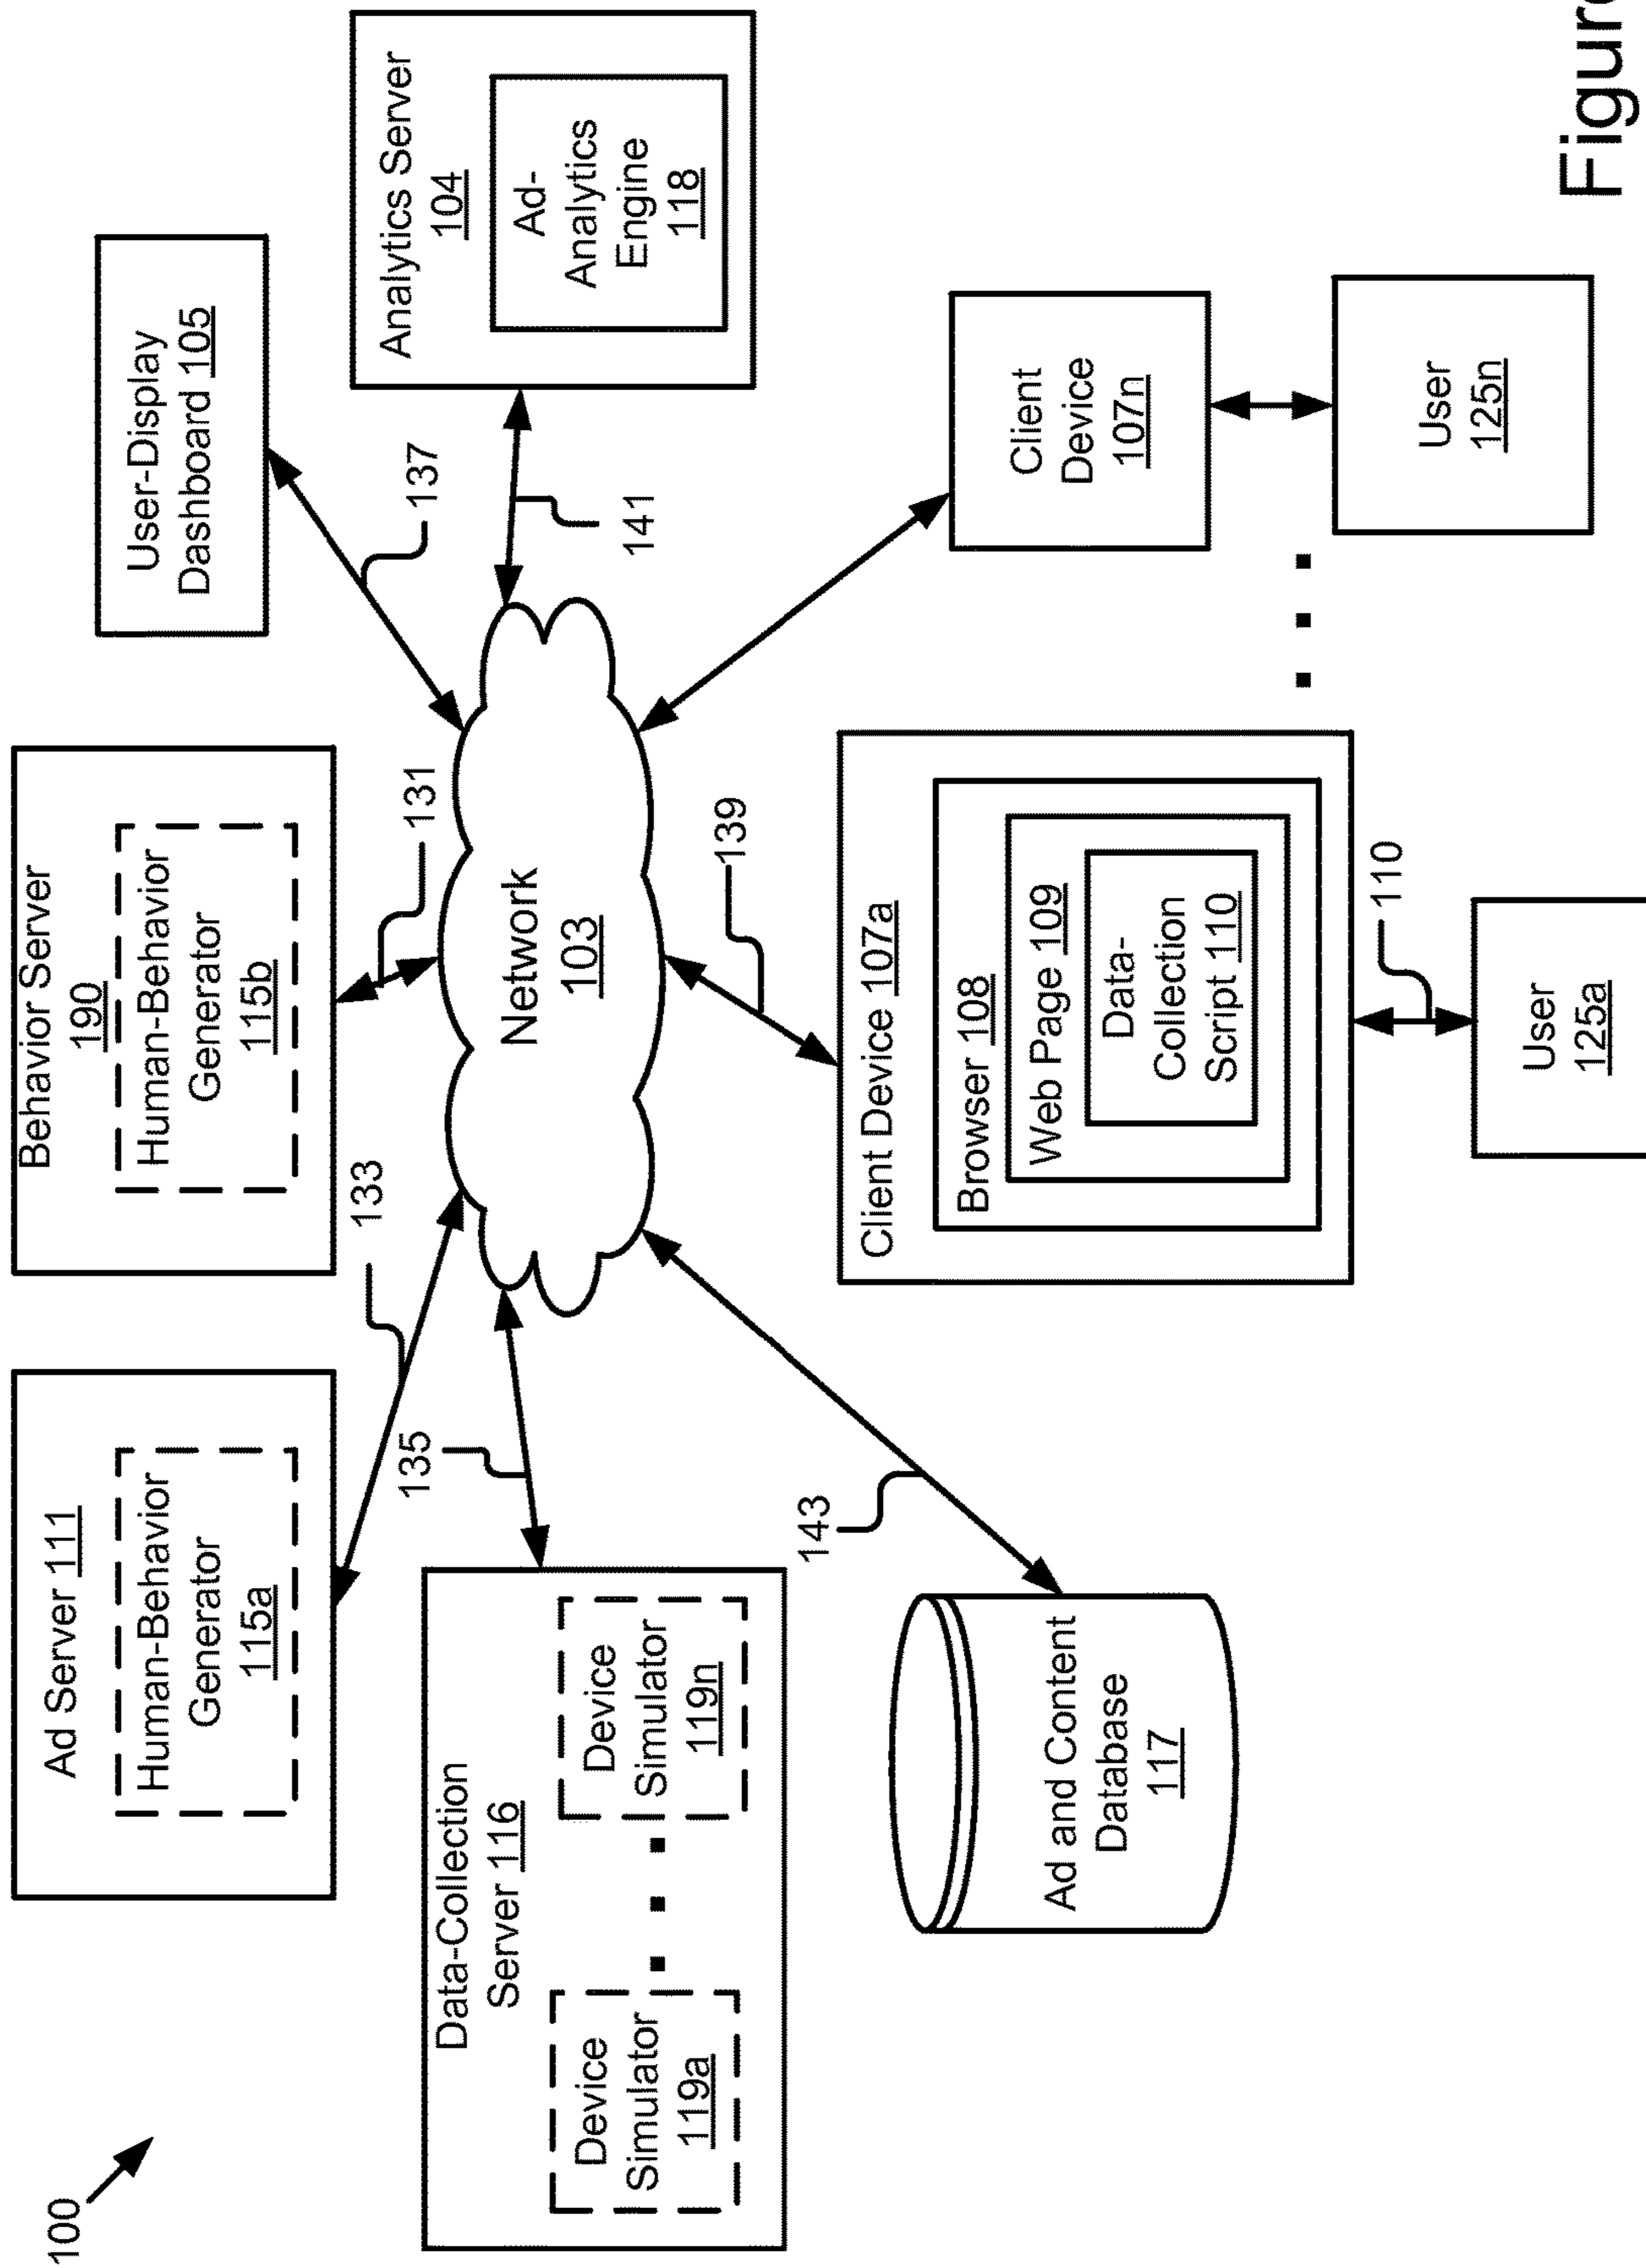 100
Ad Server 111
Human-Behavior
Generator
115a
Behavior Server
190
Human-Behavior
Generator
115b
User-Display
Dashboard 105
133
131
137
Analytics Server
104
Ad-
Analytics
Engine
118
Data-Collection
Server 116
Device
Simulator
119a
Device
Simulator
119n
135
Network
103
141
143
139
Ad and Content
Database
117
Client Device 107a
Browser 108
Web Page 109
Data-
Collection
Script 110
Client
Device
107n
110
User
125a
User
125n
Figur